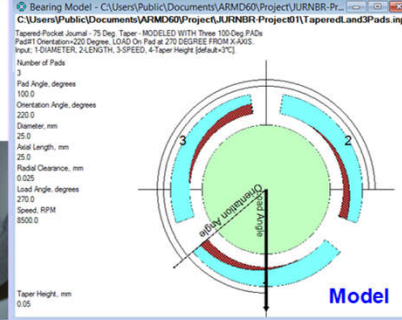 Bearing Model - C:\Users\Public\Documents\ARMD60\Project\JURNBR-Pr...
C:\Users\Public\Documents\ARMD60\Project\JURNBR-Project01\TaperedLand3Pads.inp
Tapered-Pocket Journal - 75 Deg. Taper - MODELED WITH Three 100-Deg.PADs
Pad#1 Orientation=220 Degree, LOAD On Pad at 270 DEGREE FROM X-AXIS.
Input: 1-DIAMETER, 2-LENGTH, 3-SPEED, 4-Taper Height [default=3*C]
Number of Pads
3
Pad Angle, degrees
100.0
Orientation Angle, degrees
220.0
Diameter, mm
25.0
Axial Length, mm
25.0
Radial Clearance, mm
0.025
Load Angle, degrees
270.0
Speed, RPM
8500.0
3
2
Orientation Angle
Load Angle
1
Taper Height, mm
0.05
Model